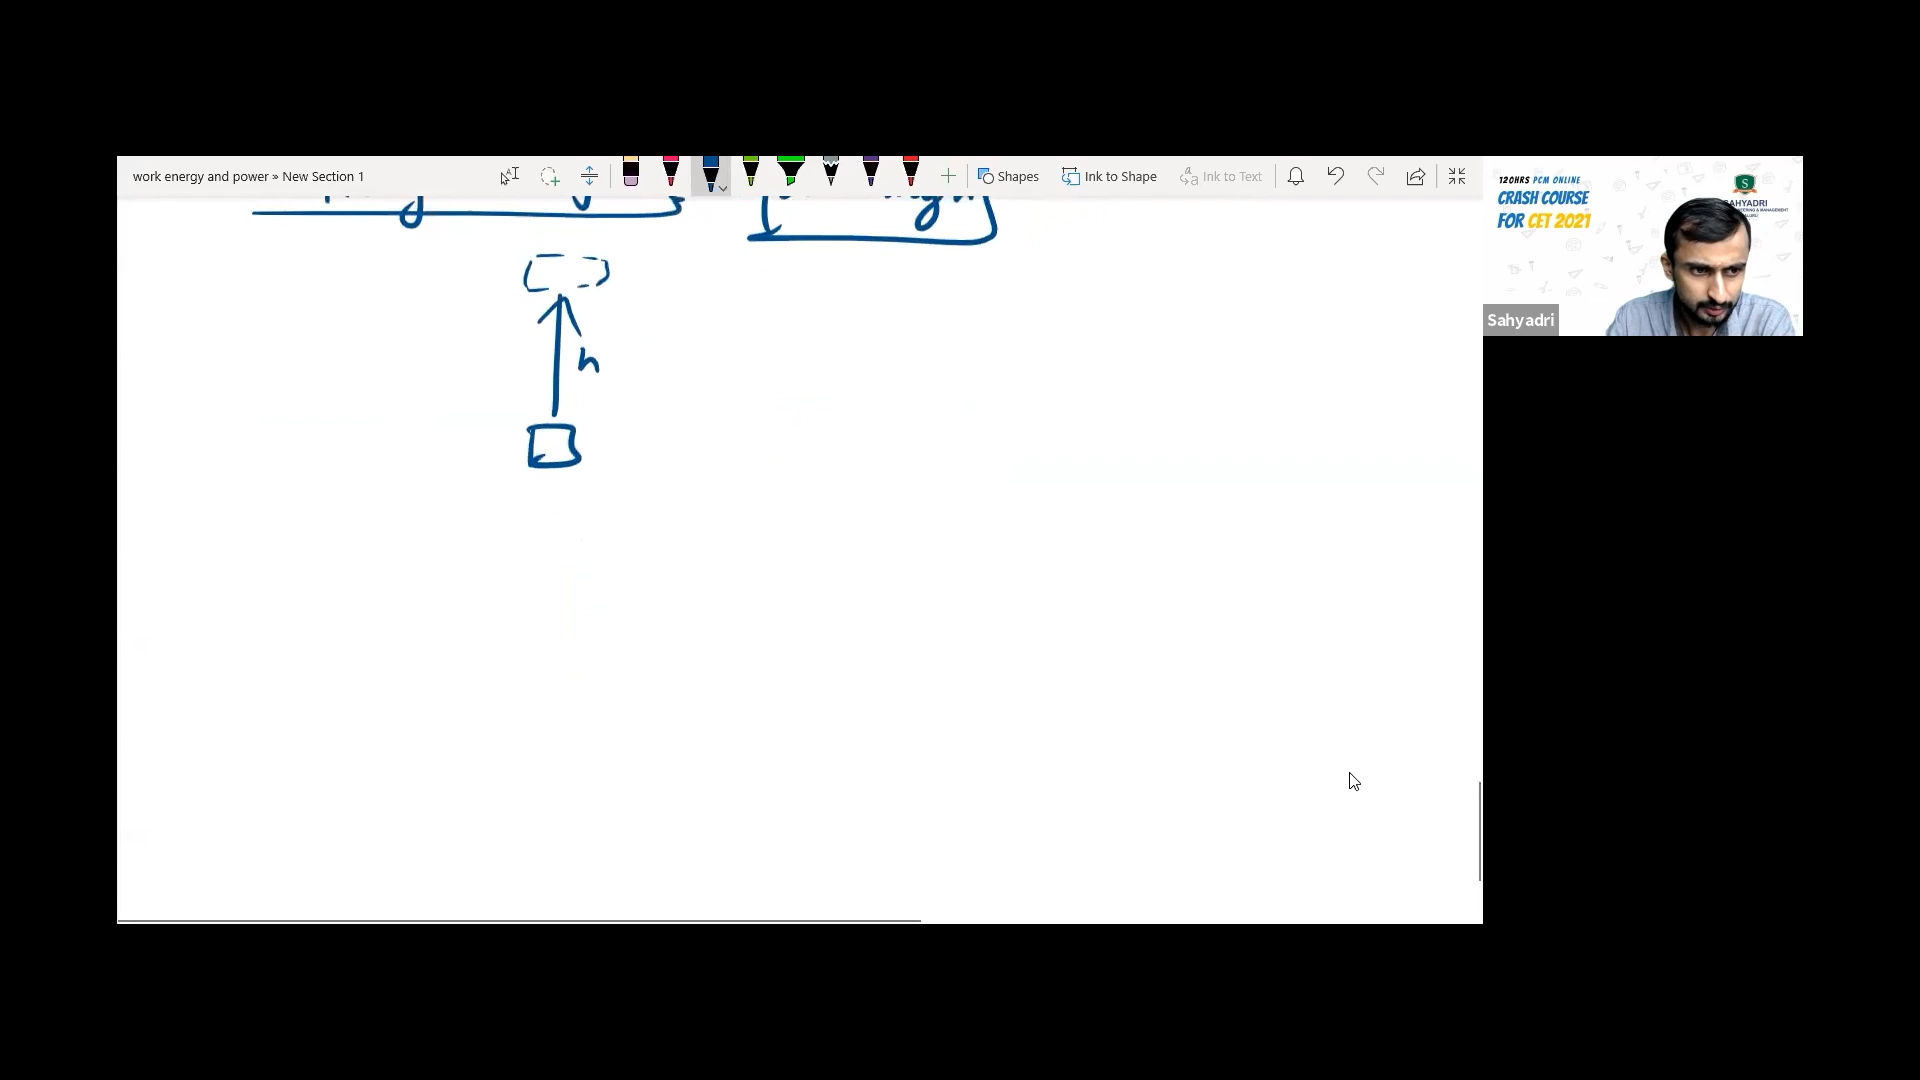 work energy and power » New Section 1
Shapes
Ink to Shape
Ink to Text
120HRS PCM ONLINE
CRASH COURSE
FOR CET 2021
S
SAHYADRI
h
Sahyadri